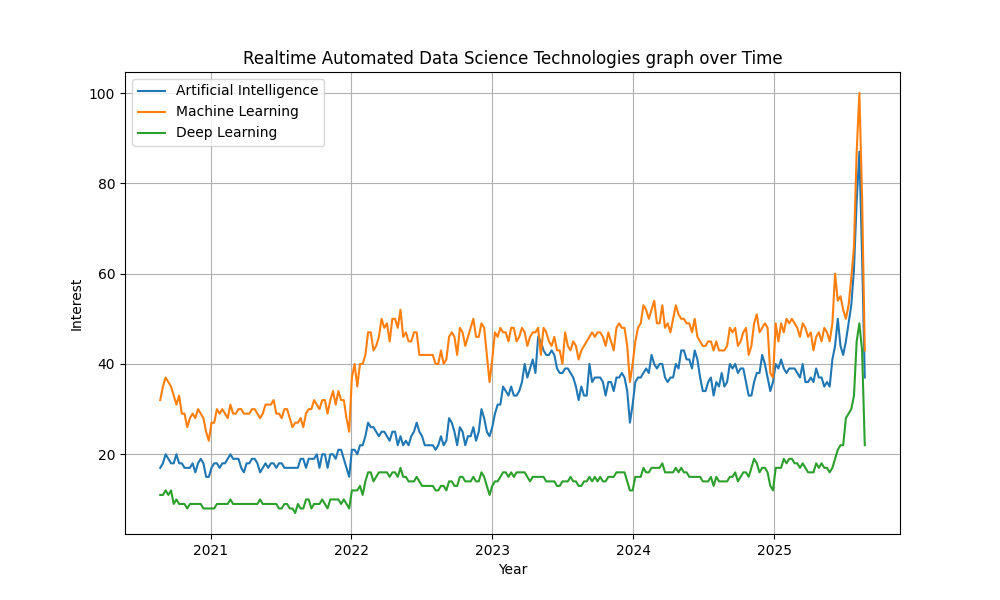 Realtime Automated Data Science Technologies graph over Time
Artificial Intelligence
Machine Learning
Deep Learning
100
80
60
40
20
Interest
2021
2022
2023
2024
2025
Year